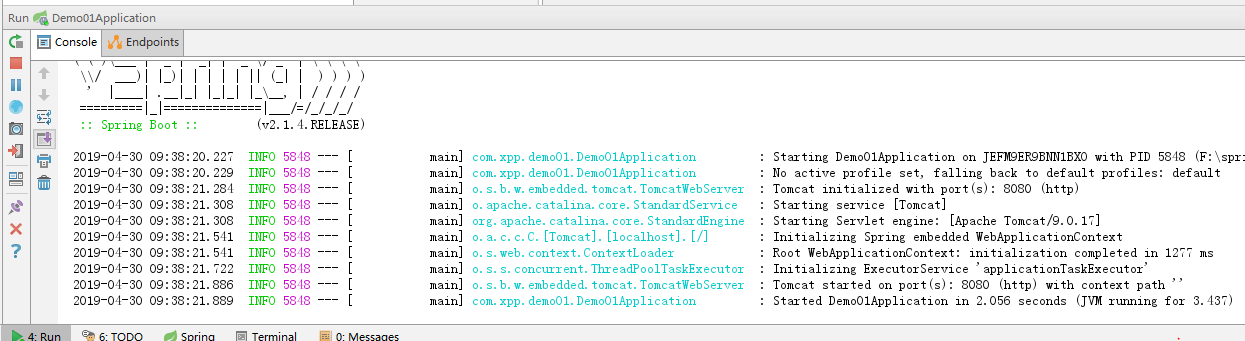 Run Demo01Application
Console Endpoints
:: Spring Boot :: (v2.1.4.RELEASE)
2019-04-30 09:38:20.227 INFO 5848 --- [ main] com.xpp.demo01.Demo01Application : Starting Demo01Application on JEFM9ER9BNN1BXO with PID 5848 (F:\spri
2019-04-30 09:38:20.229 INFO 5848 --- [ main] com.xpp.demo01.Demo01Application : No active profile set, falling back to default profiles: default
2019-04-30 09:38:21.284 INFO 5848 --- [ main] o.s.b.w.embedded.tomcat.TomcatWebServer : Tomcat initialized with port(s): 8080 (http)
2019-04-30 09:38:21.308 INFO 5848 --- [ main] o.apache.catalina.core.StandardService : Starting service [Tomcat]
2019-04-30 09:38:21.308 INFO 5848 --- [ main] org.apache.catalina.core.StandardEngine : Starting Servlet engine: [Apache Tomcat/9.0.17]
2019-04-30 09:38:21.541 INFO 5848 --- [ main] o.a.c.c.C.[Tomcat].[localhost].[/] : Initializing Spring embedded WebApplicationContext
2019-04-30 09:38:21.541 INFO 5848 --- [ main] o.s.web.context.ContextLoader : Root WebApplicationContext: initialization completed in 1277 ms
2019-04-30 09:38:21.722 INFO 5848 --- [ main] o.s.s.concurrent.ThreadPoolTaskExecutor : Initializing ExecutorService 'applicationTaskExecutor'
2019-04-30 09:38:21.886 INFO 5848 --- [ main] o.s.b.w.embedded.tomcat.TomcatWebServer : Tomcat started on port(s): 8080 (http) with context path ''
2019-04-30 09:38:21.889 INFO 5848 --- [ main] com.xpp.demo01.Demo01Application : Started Demo01Application in 2.056 seconds (JVM running for 3.437)
4: Run 6: TODO Spring Terminal 0: Messages